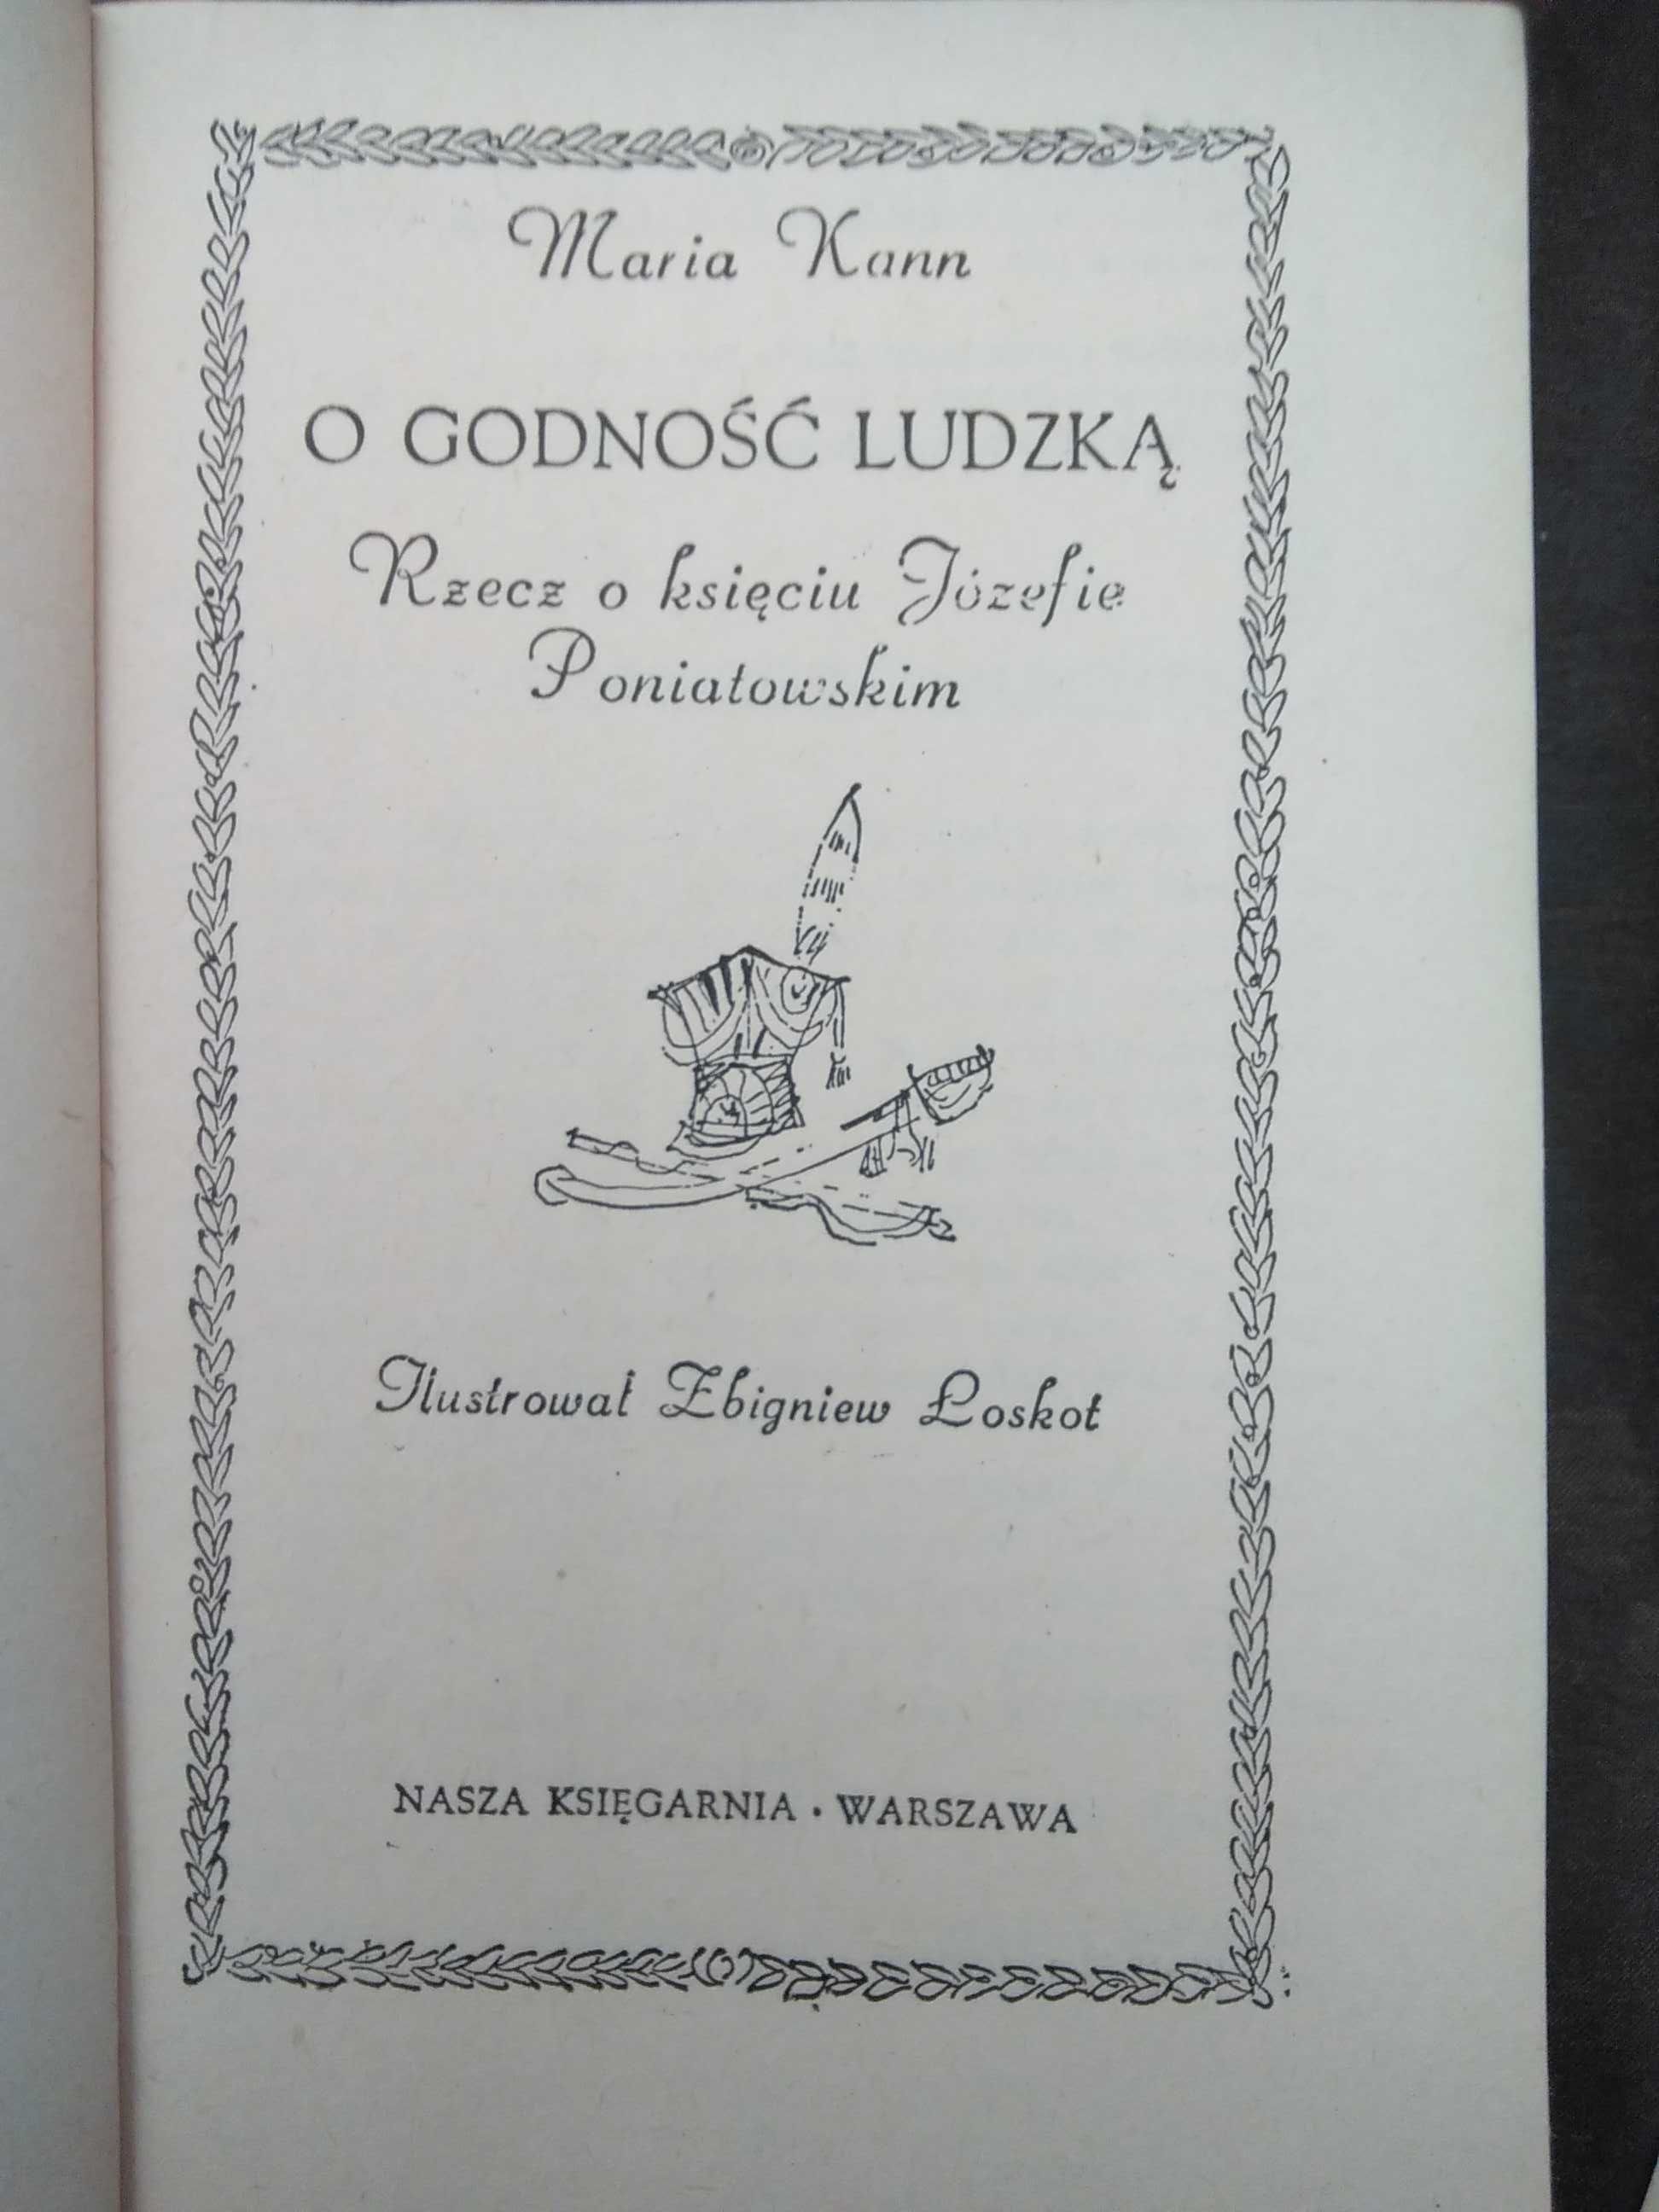 Maria Kann
O GODNOŚĆ LUDZKĄ
Rzecz o księciu Józefie
Poniatowskim
Ilustrował Zbigniew Łoskot
NASZA KSIĘGARNIA • WARSZAWA